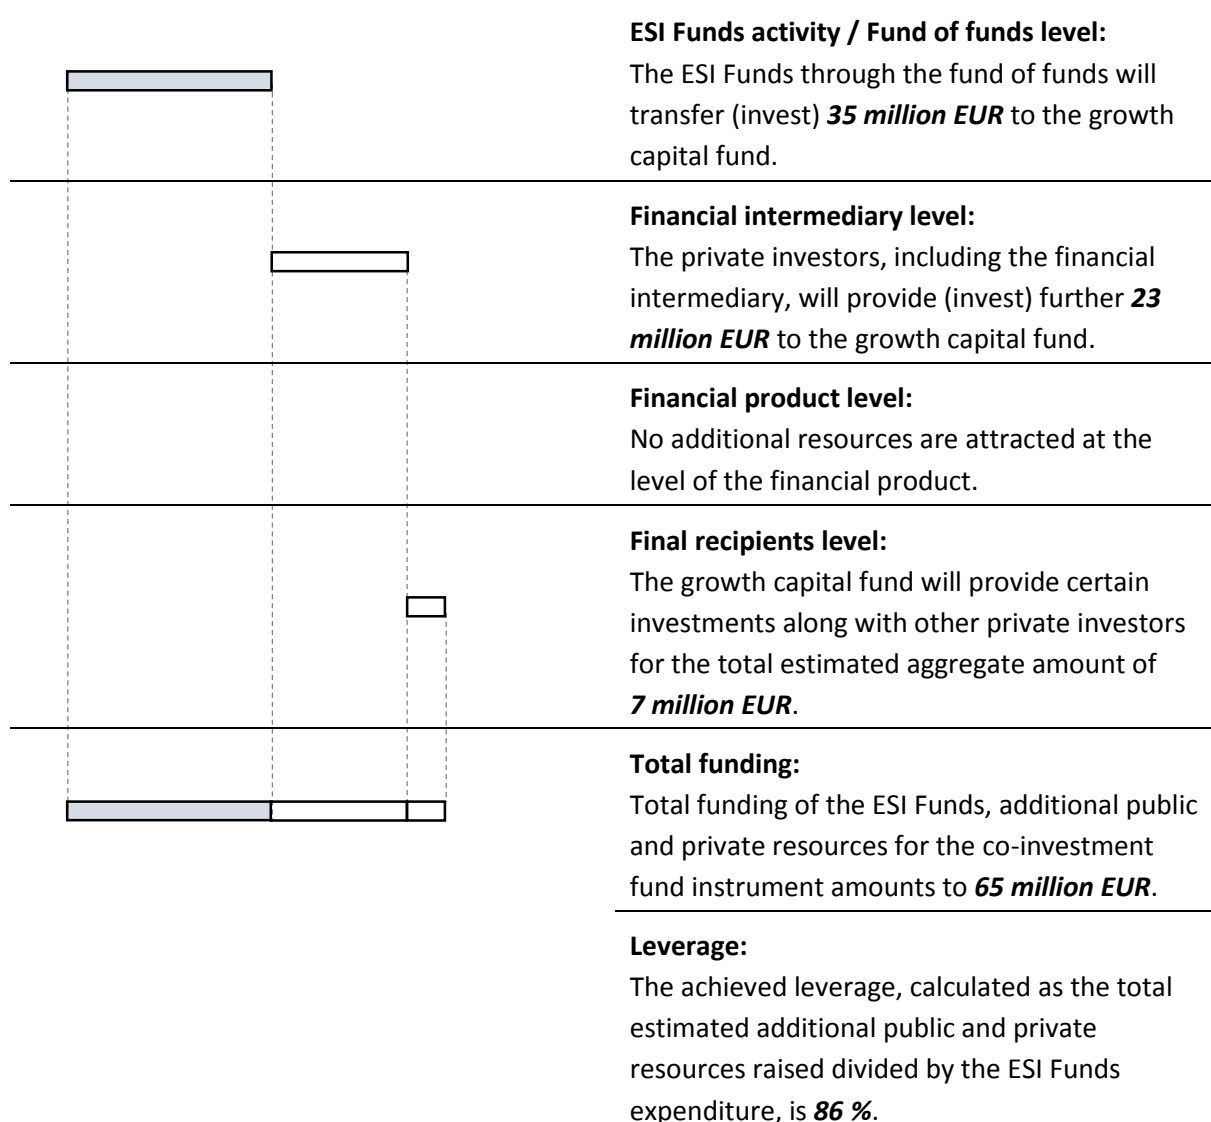 ESI Funds activity / Fund of funds level:
The ESI Funds through the fund of funds will
transfer (invest) 35 million EUR to the growth
capital fund.
Financial intermediary level:
The private investors, including the financial
intermediary, will provide (invest) further 23
million EUR to the growth capital fund.
Financial product level:
No additional resources are attracted at the
level of the financial product.
Final recipients level:
The growth capital fund will provide certain
investments along with other private investors
for the total estimated aggregate amount of
7 million EUR.
Total funding:
Total funding of the ESI Funds, additional public
and private resources for the co-investment
fund instrument amounts to 65 million EUR.
Leverage:
The achieved leverage, calculated as the total
estimated additional public and private
resources raised divided by the ESI Funds
expenditure, is 86 %.